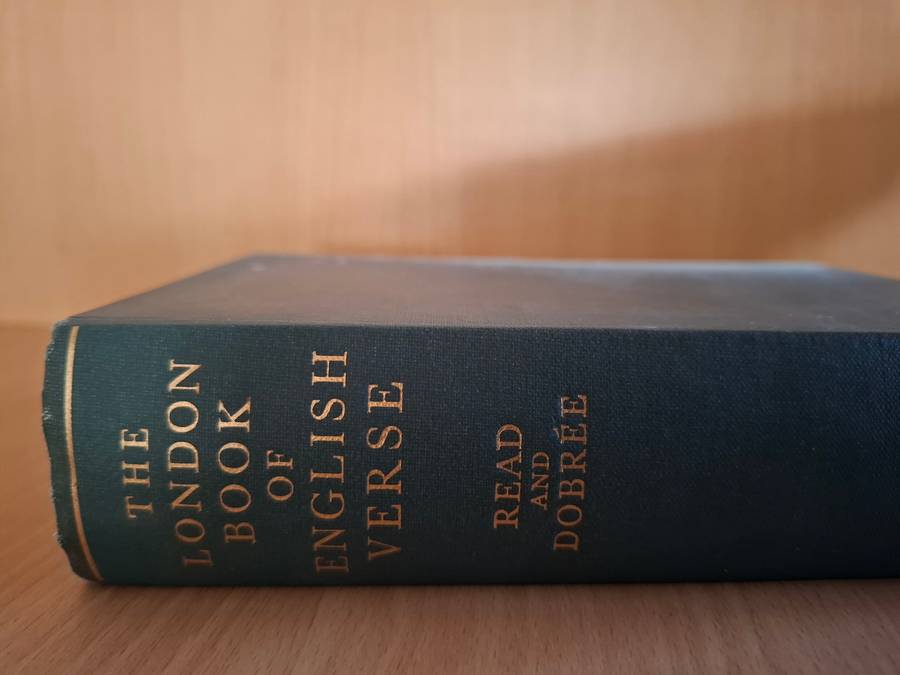 THE
LONDON
BOOK
OF
ENGLISH
VERSE
READ
AND
DOBRÉE